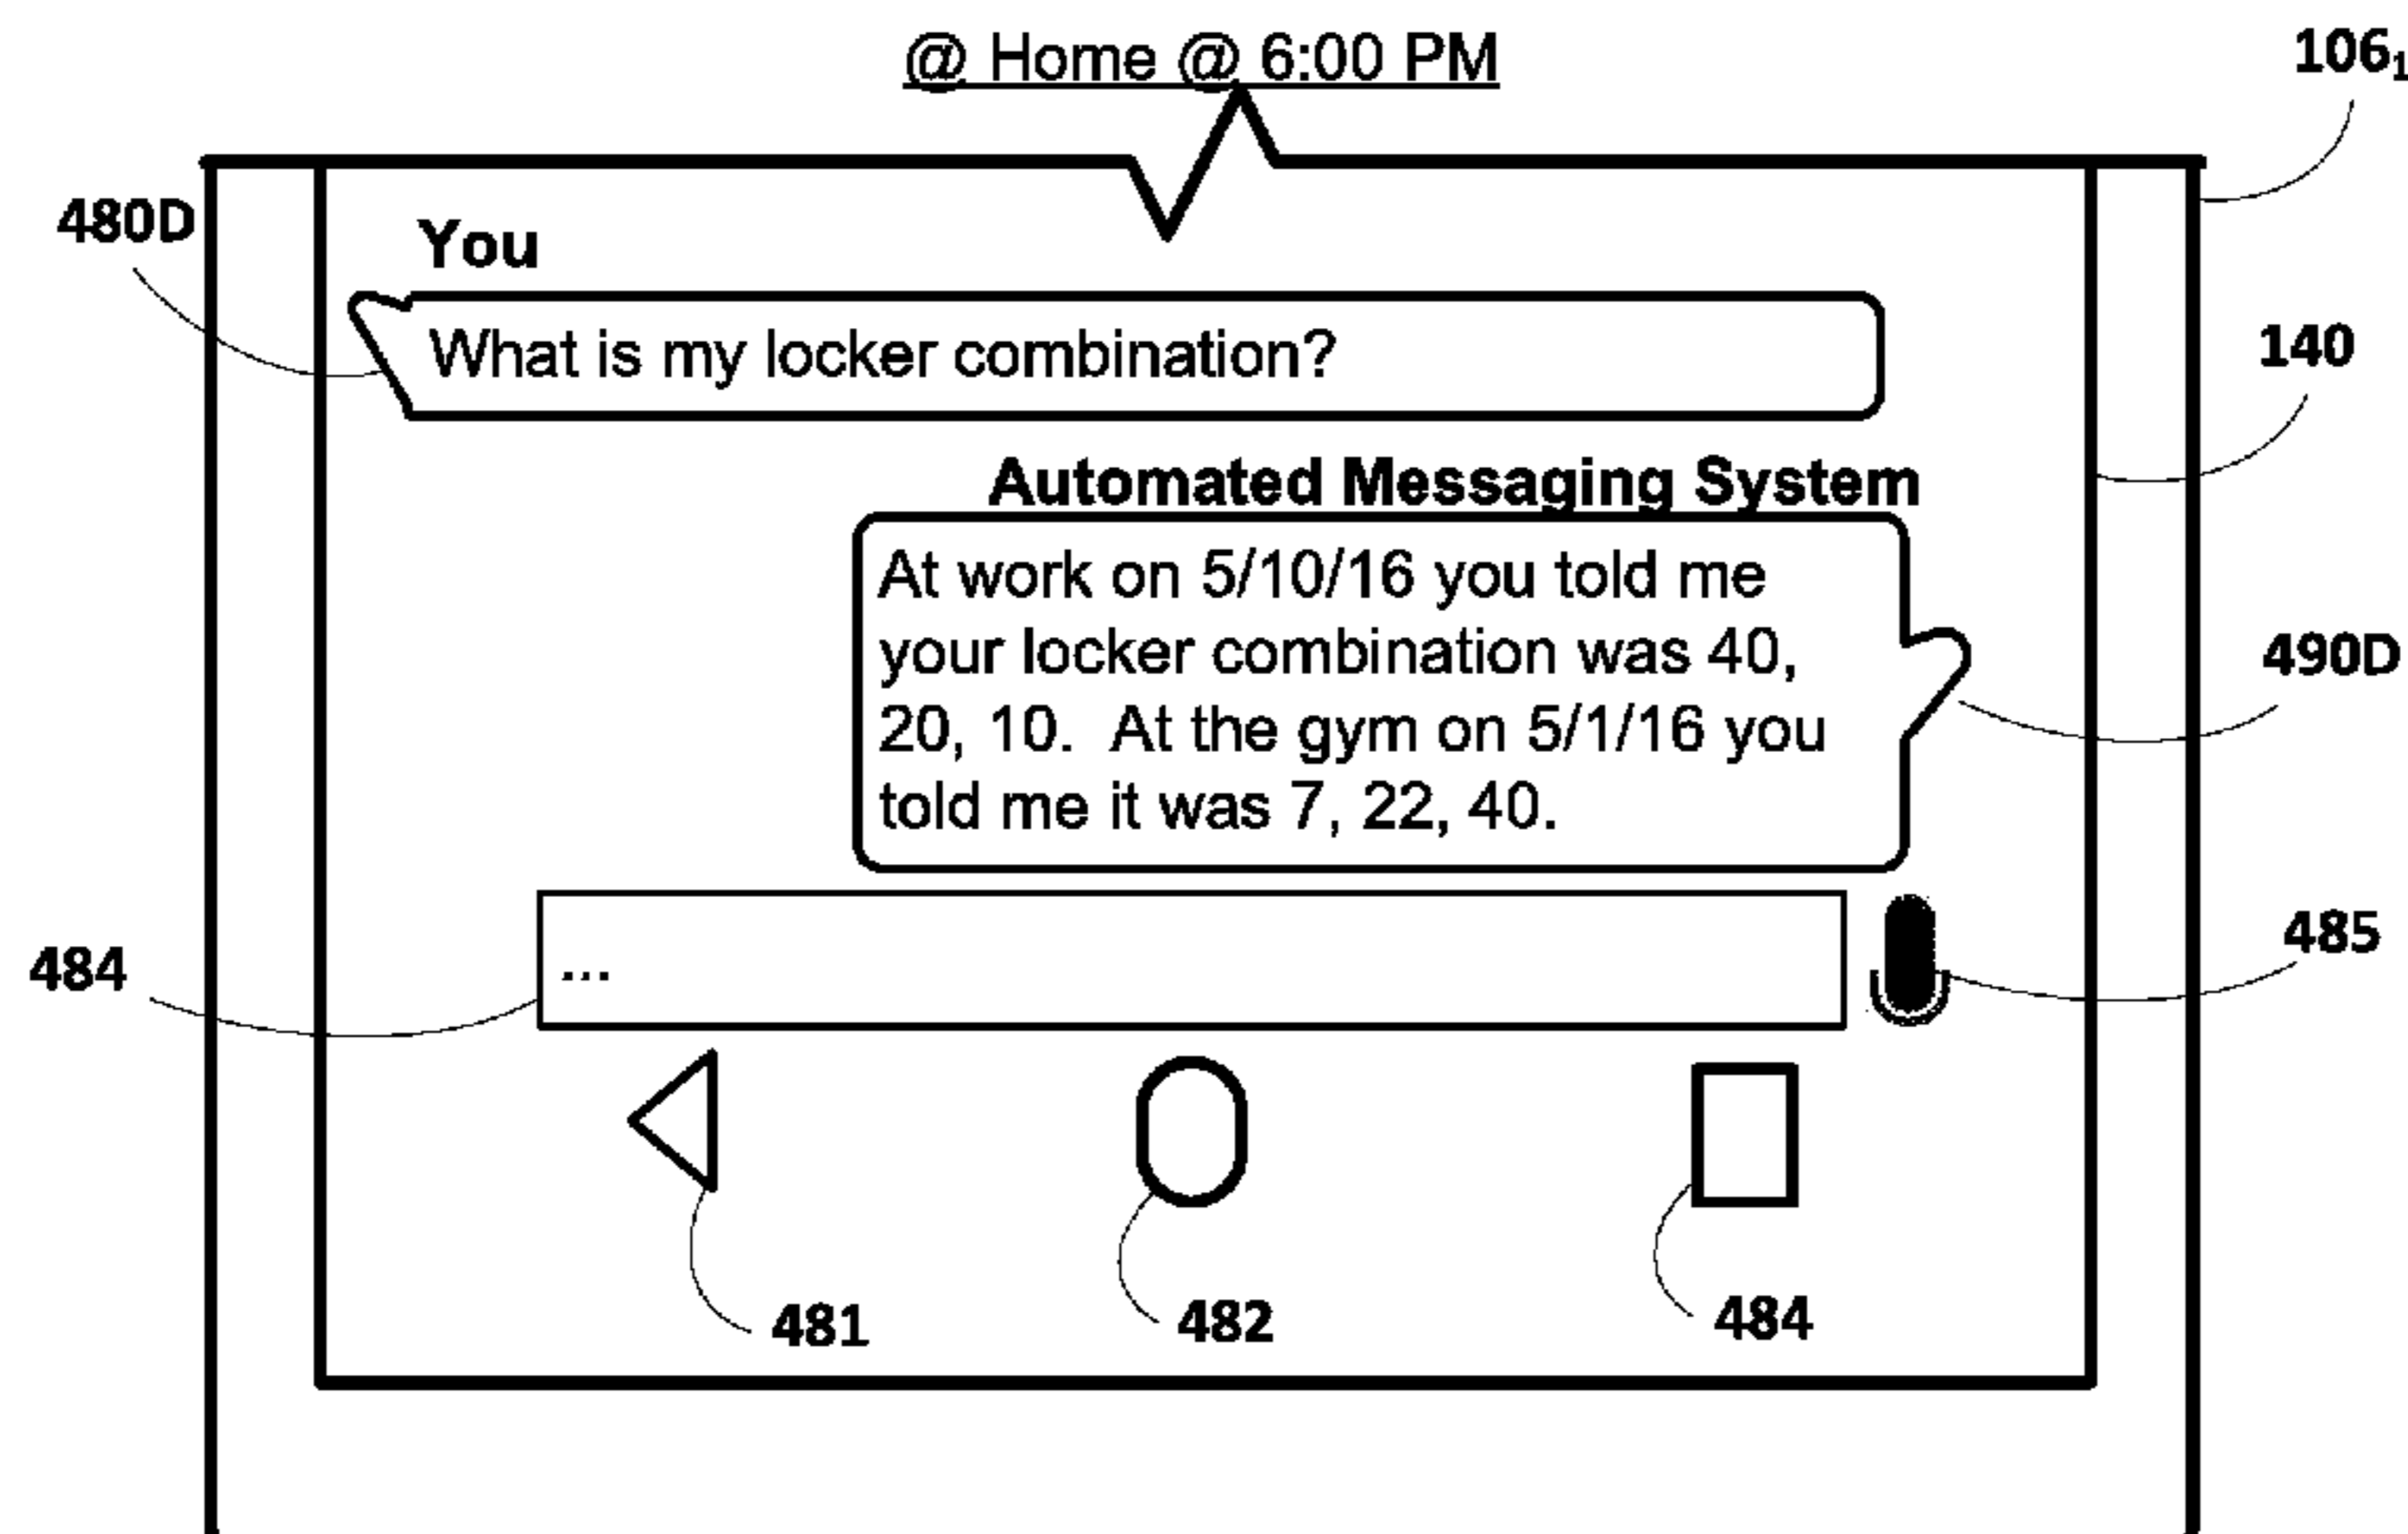 @ Home @ 6:00 PM
106₁
480D
You
What is my locker combination?
140
Automated Messaging System
At work on 5/10/16 you told me
your locker combination was 40,
20, 10.  At the gym on 5/1/16 you
told me it was 7, 22, 40.
490D
484
...
485
481
482
484